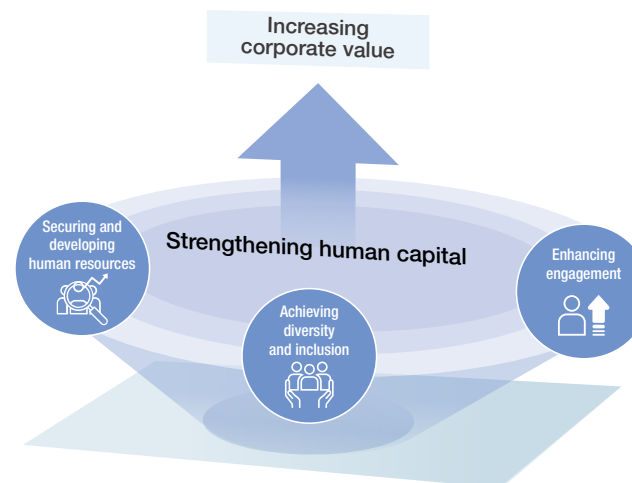 Increasing
corporate value
Strengthening human capital
Securing and
developing
human resources
Achieving
diversity
and inclusion
Enhancing
engagement